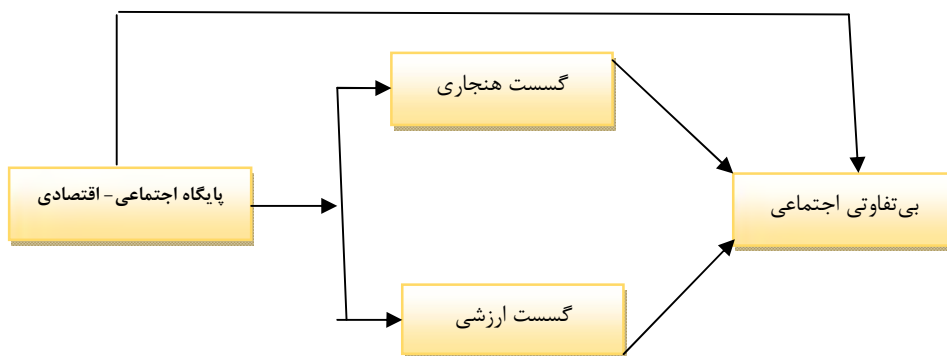 گسست هنجاری
پایگاه اجتماعی- اقتصادی
بی‌تفاوتی اجتماعی
گسست ارزشی